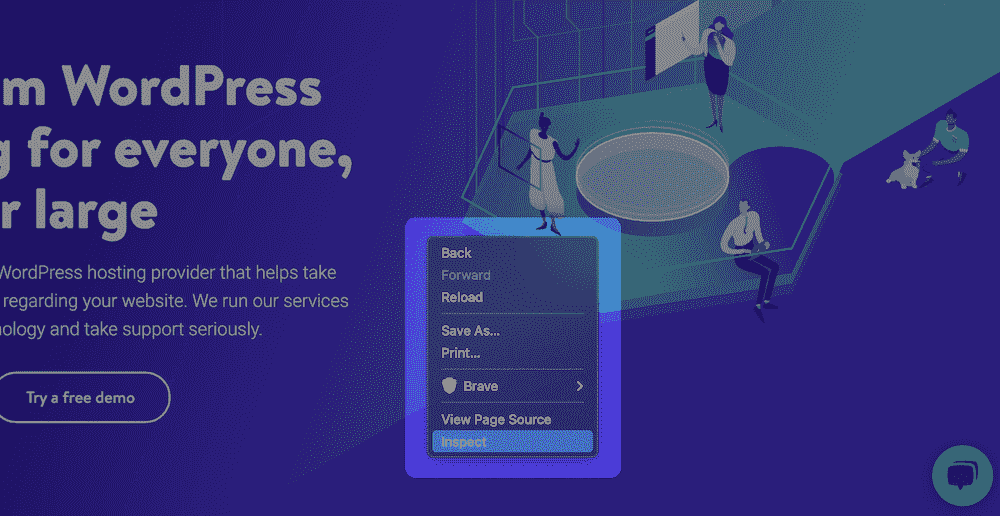 m WordPress
g for everyone,
r large
WordPress hosting provider that helps take
regarding your website. We run our services
nology and take support seriously.
Try a free demo
Back
Forward
Reload
Save As...
Print...
Brave
View Page Source
Inspect